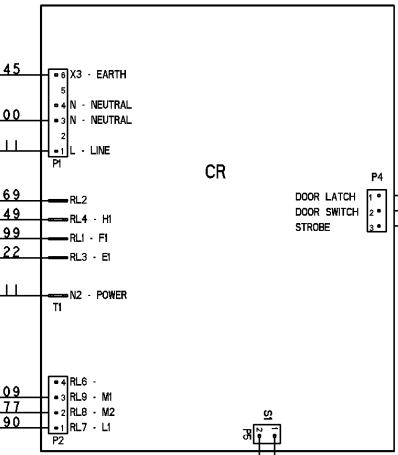 45 6 X3 - EARTH
5
4 N - NEUTRAL
00 3 N - NEUTRAL
2
11 1 L - LINE
P1
CR
P4
69 RL2
DOOR LATCH 1
49 RL4 - H1
DOOR SWITCH 2
99 RL1 - F1
STROBE 3
22 RL3 - E1
11 N2 - POWER
T1
4 RL6 -
09 3 RL9 - M1
77 2 RL8 - M2
90 1 RL7 - L1
P2
S1
P5 2 1